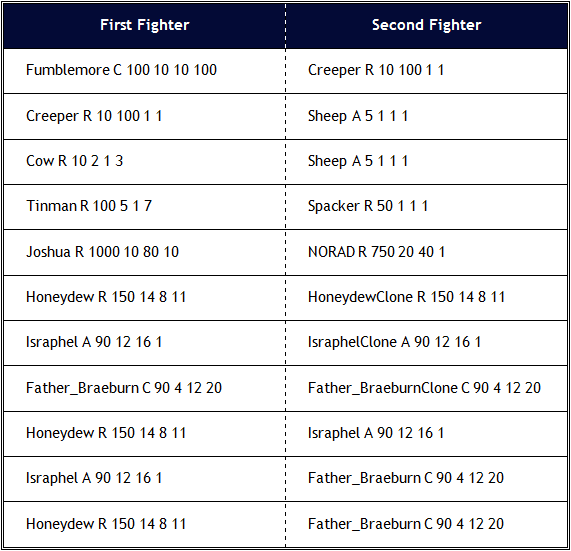 First Fighter Second Fighter
Fumblemore C 100 10 10 100 Creeper R 10 100 1 1
Creeper R 10 100 1 1 Sheep A 5 1 1 1
Cow R 10 2 1 3 Sheep A 5 1 1 1
Tinman R 100 5 1 7 Spacker R 50 1 1 1
Joshua R 1000 10 80 10 NORAD R 750 20 40 1
Honeydew R 150 14 8 11 HoneydewClone R 150 14 8 11
Israphel A 90 12 16 1 IsraphelClone A 90 12 16 1
Father_Braeburn C 90 4 12 20 Father_BraeburnClone C 90 4 12 20
Honeydew R 150 14 8 11 Israphel A 90 12 16 1
Israphel A 90 12 16 1 Father_Braeburn C 90 4 12 20
Honeydew R 150 14 8 11 Father_Braeburn C 90 4 12 20